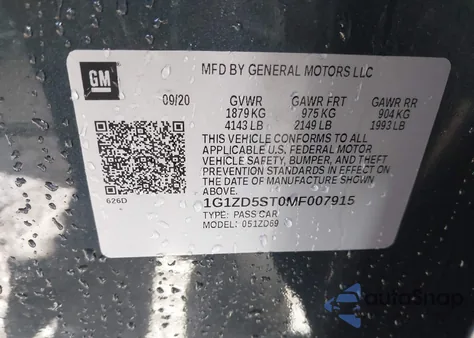 GM
MFD BY GENERAL MOTORS LLC
09/20 GVWR GAWR FRT GAWR RR
1879 KG 975 KG 904 KG
4143 LB 2149 LB 1993 LB
THIS VEHICLE CONFORMS TO ALL
APPLICABLE U.S. FEDERAL MOTOR
VEHICLE SAFETY, BUMPER, AND THEFT
PREVENTION STANDARDS IN EFFECT ON
THE DATE OF MANUFACTURE SHOWN
ABOVE.
626D
1G1ZD5ST0MF007915
TYPE: PASS CAR
MODEL: 051ZD69
AutoSnap